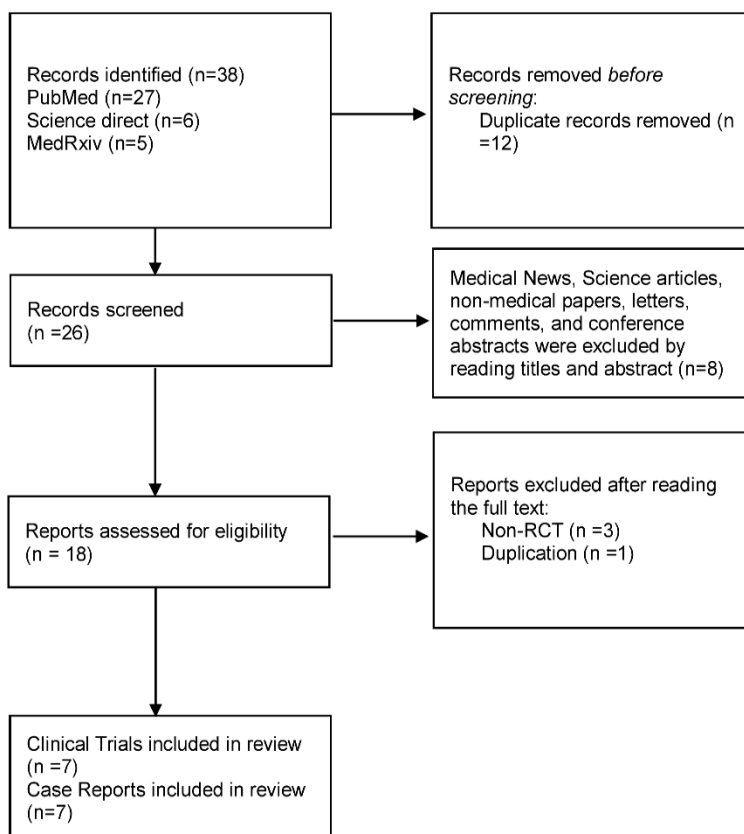 Records identified (n=38)
PubMed (n=27)
Science direct (n=6)
MedRxiv (n=5)
Records removed before
screening:
Duplicate records removed (n
=12)
Records screened
(n =26)
Medical News, Science articles,
non-medical papers, letters,
comments, and conference
abstracts were excluded by
reading titles and abstract (n=8)
Reports assessed for eligibility
(n = 18)
Reports excluded after reading
the full text:
Non-RCT (n =3)
Duplication (n =1)
Clinical Trials included in review
(n =7)
Case Reports included in review
(n=7)